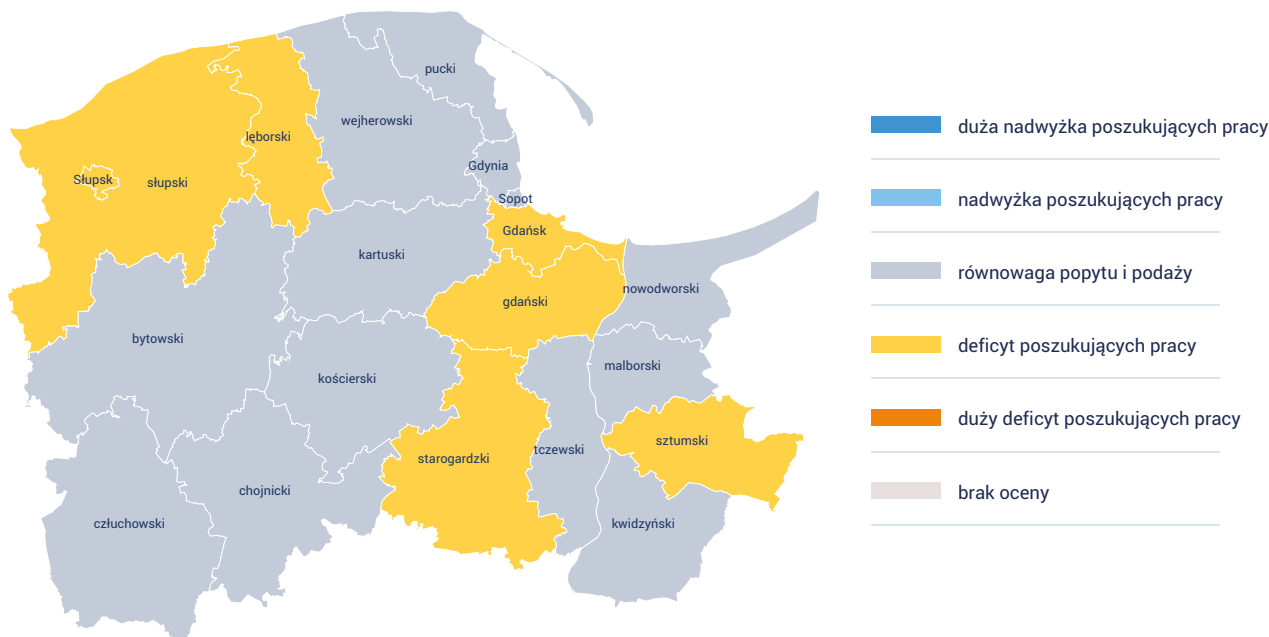 pucki
wejherowski
lęborski
Gdynia
Słupsk
słupski
Sopot
Gdańsk
kartuski
nowodworski
gdański
bytowski
malborski
kościerski
sztumski
tczewski
starogardzki
chojnicki
człuchowski
kwidzyński
duża nadwyżka poszukujących pracy
nadwyżka poszukujących pracy
równowaga popytu i podaży
deficyt poszukujących pracy
duży deficyt poszukujących pracy
brak oceny